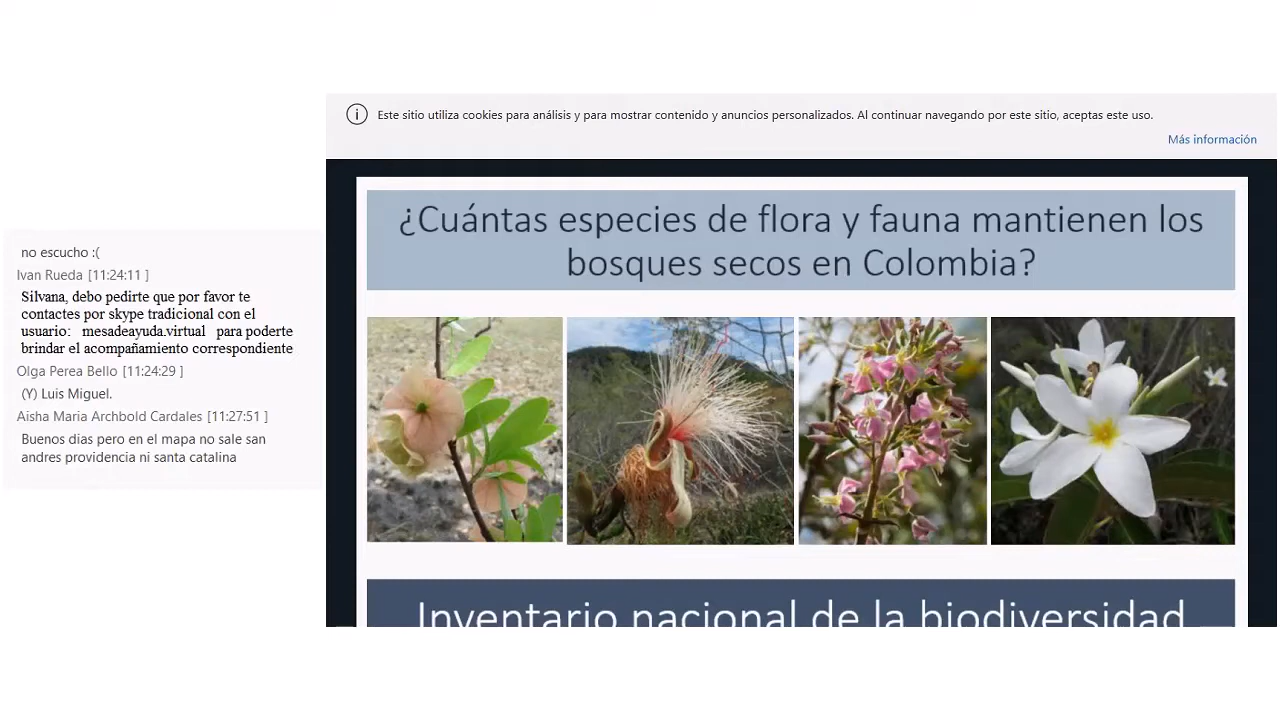 no escucho :(
Ivan Rueda [11:24:11 ]
Silvana, debo pedirte que por favor te
contactes por skype tradicional con el
usuario: mesadeayuda.virtual para poderte
brindar el acompañamiento correspondiente
Olga Perea Bello [11:24:29 ]
(Y) Luis Miguel.
Aisha Maria Archbold Cardales [11:27:51 ]
Buenos días pero en el mapa no sale san
andres providencia ni santa catalina
Este sitio utiliza cookies para análisis y para mostrar contenido y anuncios personalizados. Al continuar navegando por este sitio, aceptas este uso.
Más información
¿Cuántas especies de flora y fauna mantienen los
bosques secos en Colombia?
Inventario nacional de la biodiversidad